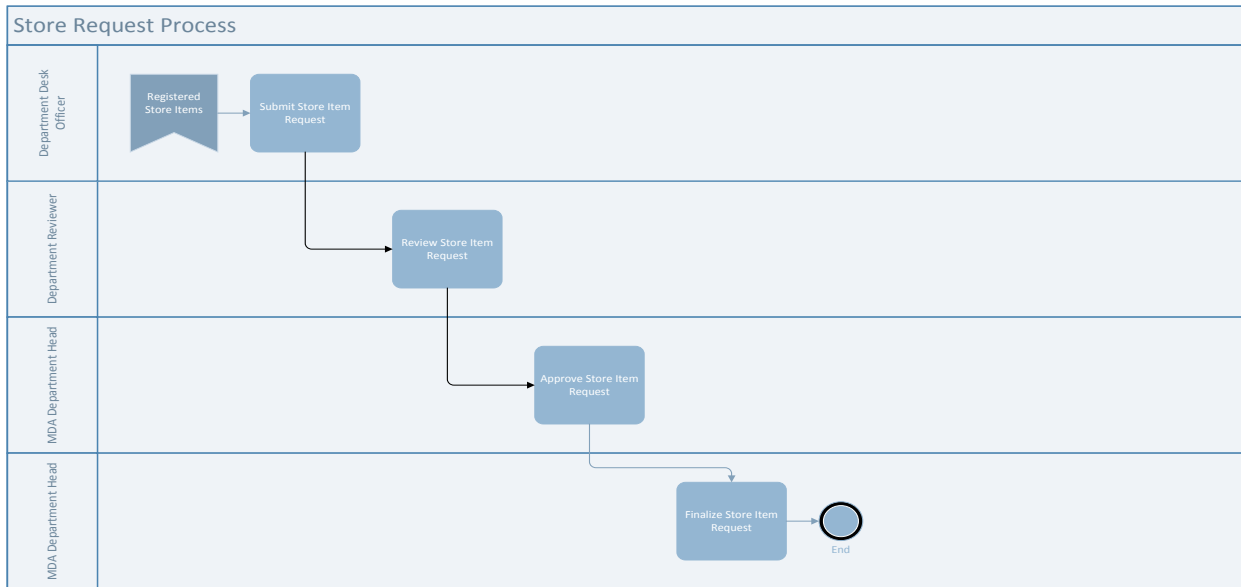 Store Request Process
Department Desk
Officer
Registered
Store Items
Submit Store Item
Request
Department Reviewer
Review Store Item
Request
MDA Department Head
Approve Store Item
Request
MDA Department Head
Finalize Store Item
Request
End